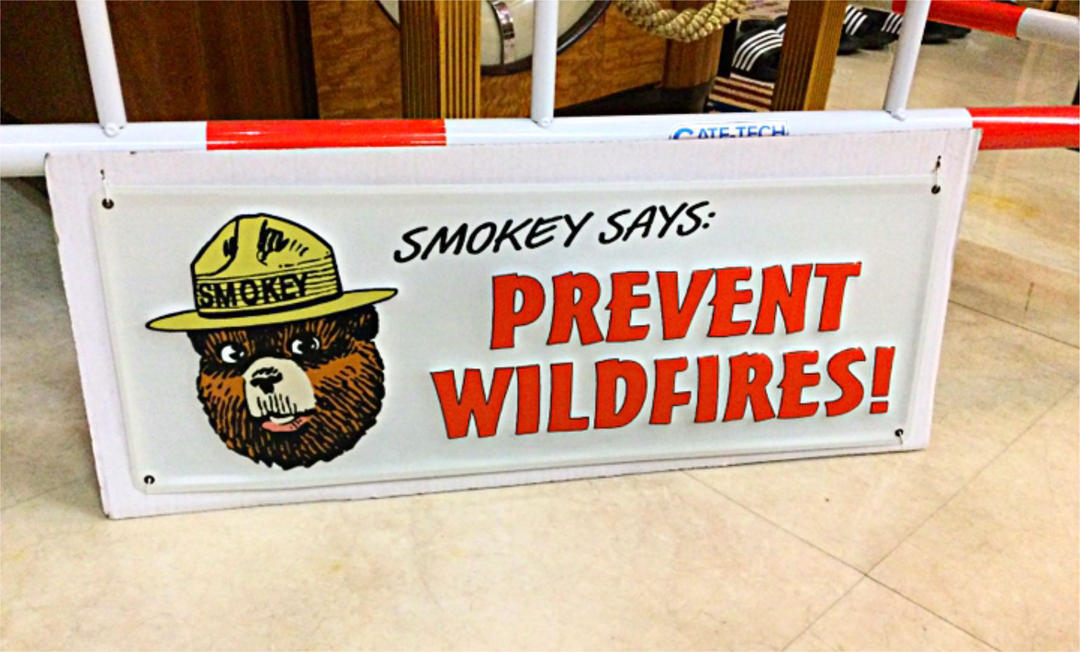 GATE-TECH
SMOKEY SAYS:
SMOKEY
PREVENT
WILDFIRES!